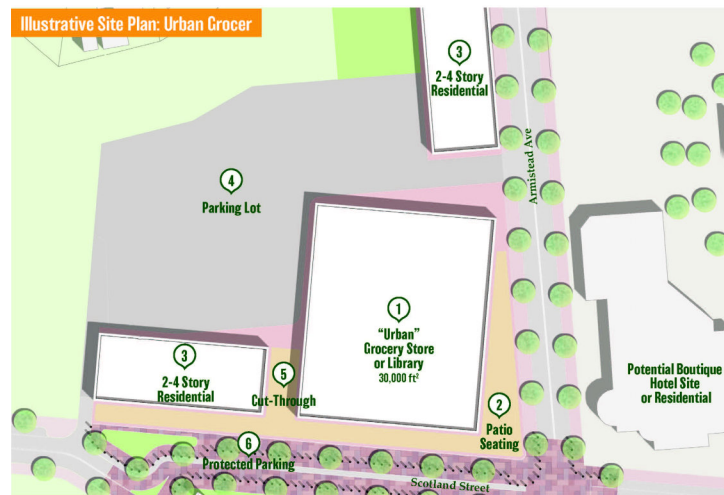 Illustrative Site Plan: Urban Grocer
3
2-4 Story
Residential
Armistead Ave
4
Parking Lot
1
"Urban"
Grocery Store
or Library
30,000 ft²
3
2-4 Story
Residential
5
Cut-Through
2
Patio
Seating
Potential Boutique
Hotel Site
or Residential
6
Protected Parking
Scotland Street